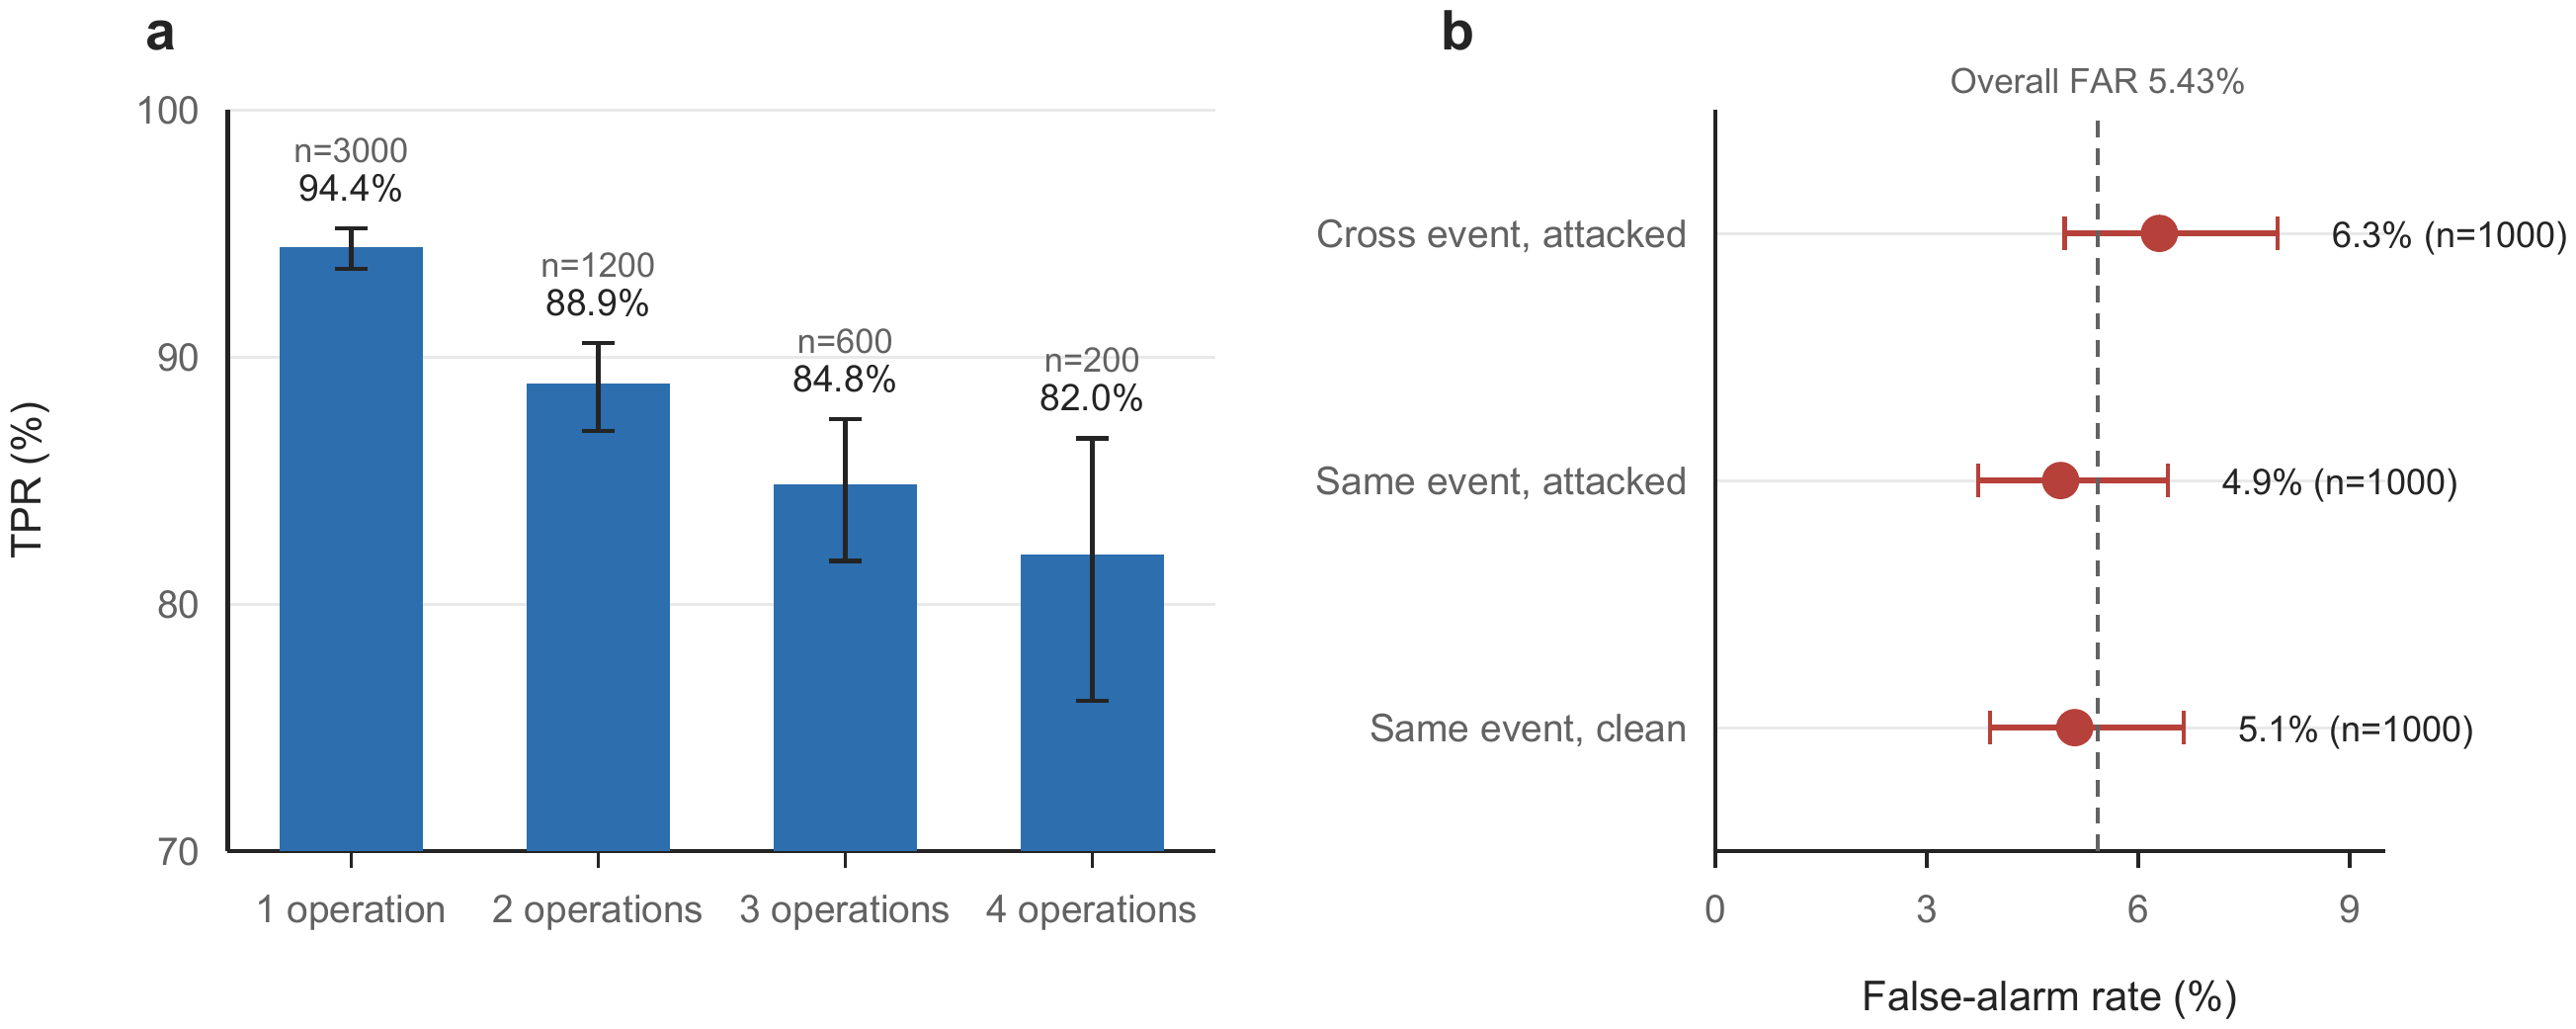 a
100
90
80
70
TPR (%)
n=3000
94.4%
n=1200
88.9%
n=600
84.8%
n=200
82.0%
1 operation
2 operations
3 operations
4 operations
b
Overall FAR 5.43%
Cross event, attacked
6.3% (n=1000)
Same event, attacked
4.9% (n=1000)
Same event, clean
5.1% (n=1000)
0
3
6
9
False-alarm rate (%)